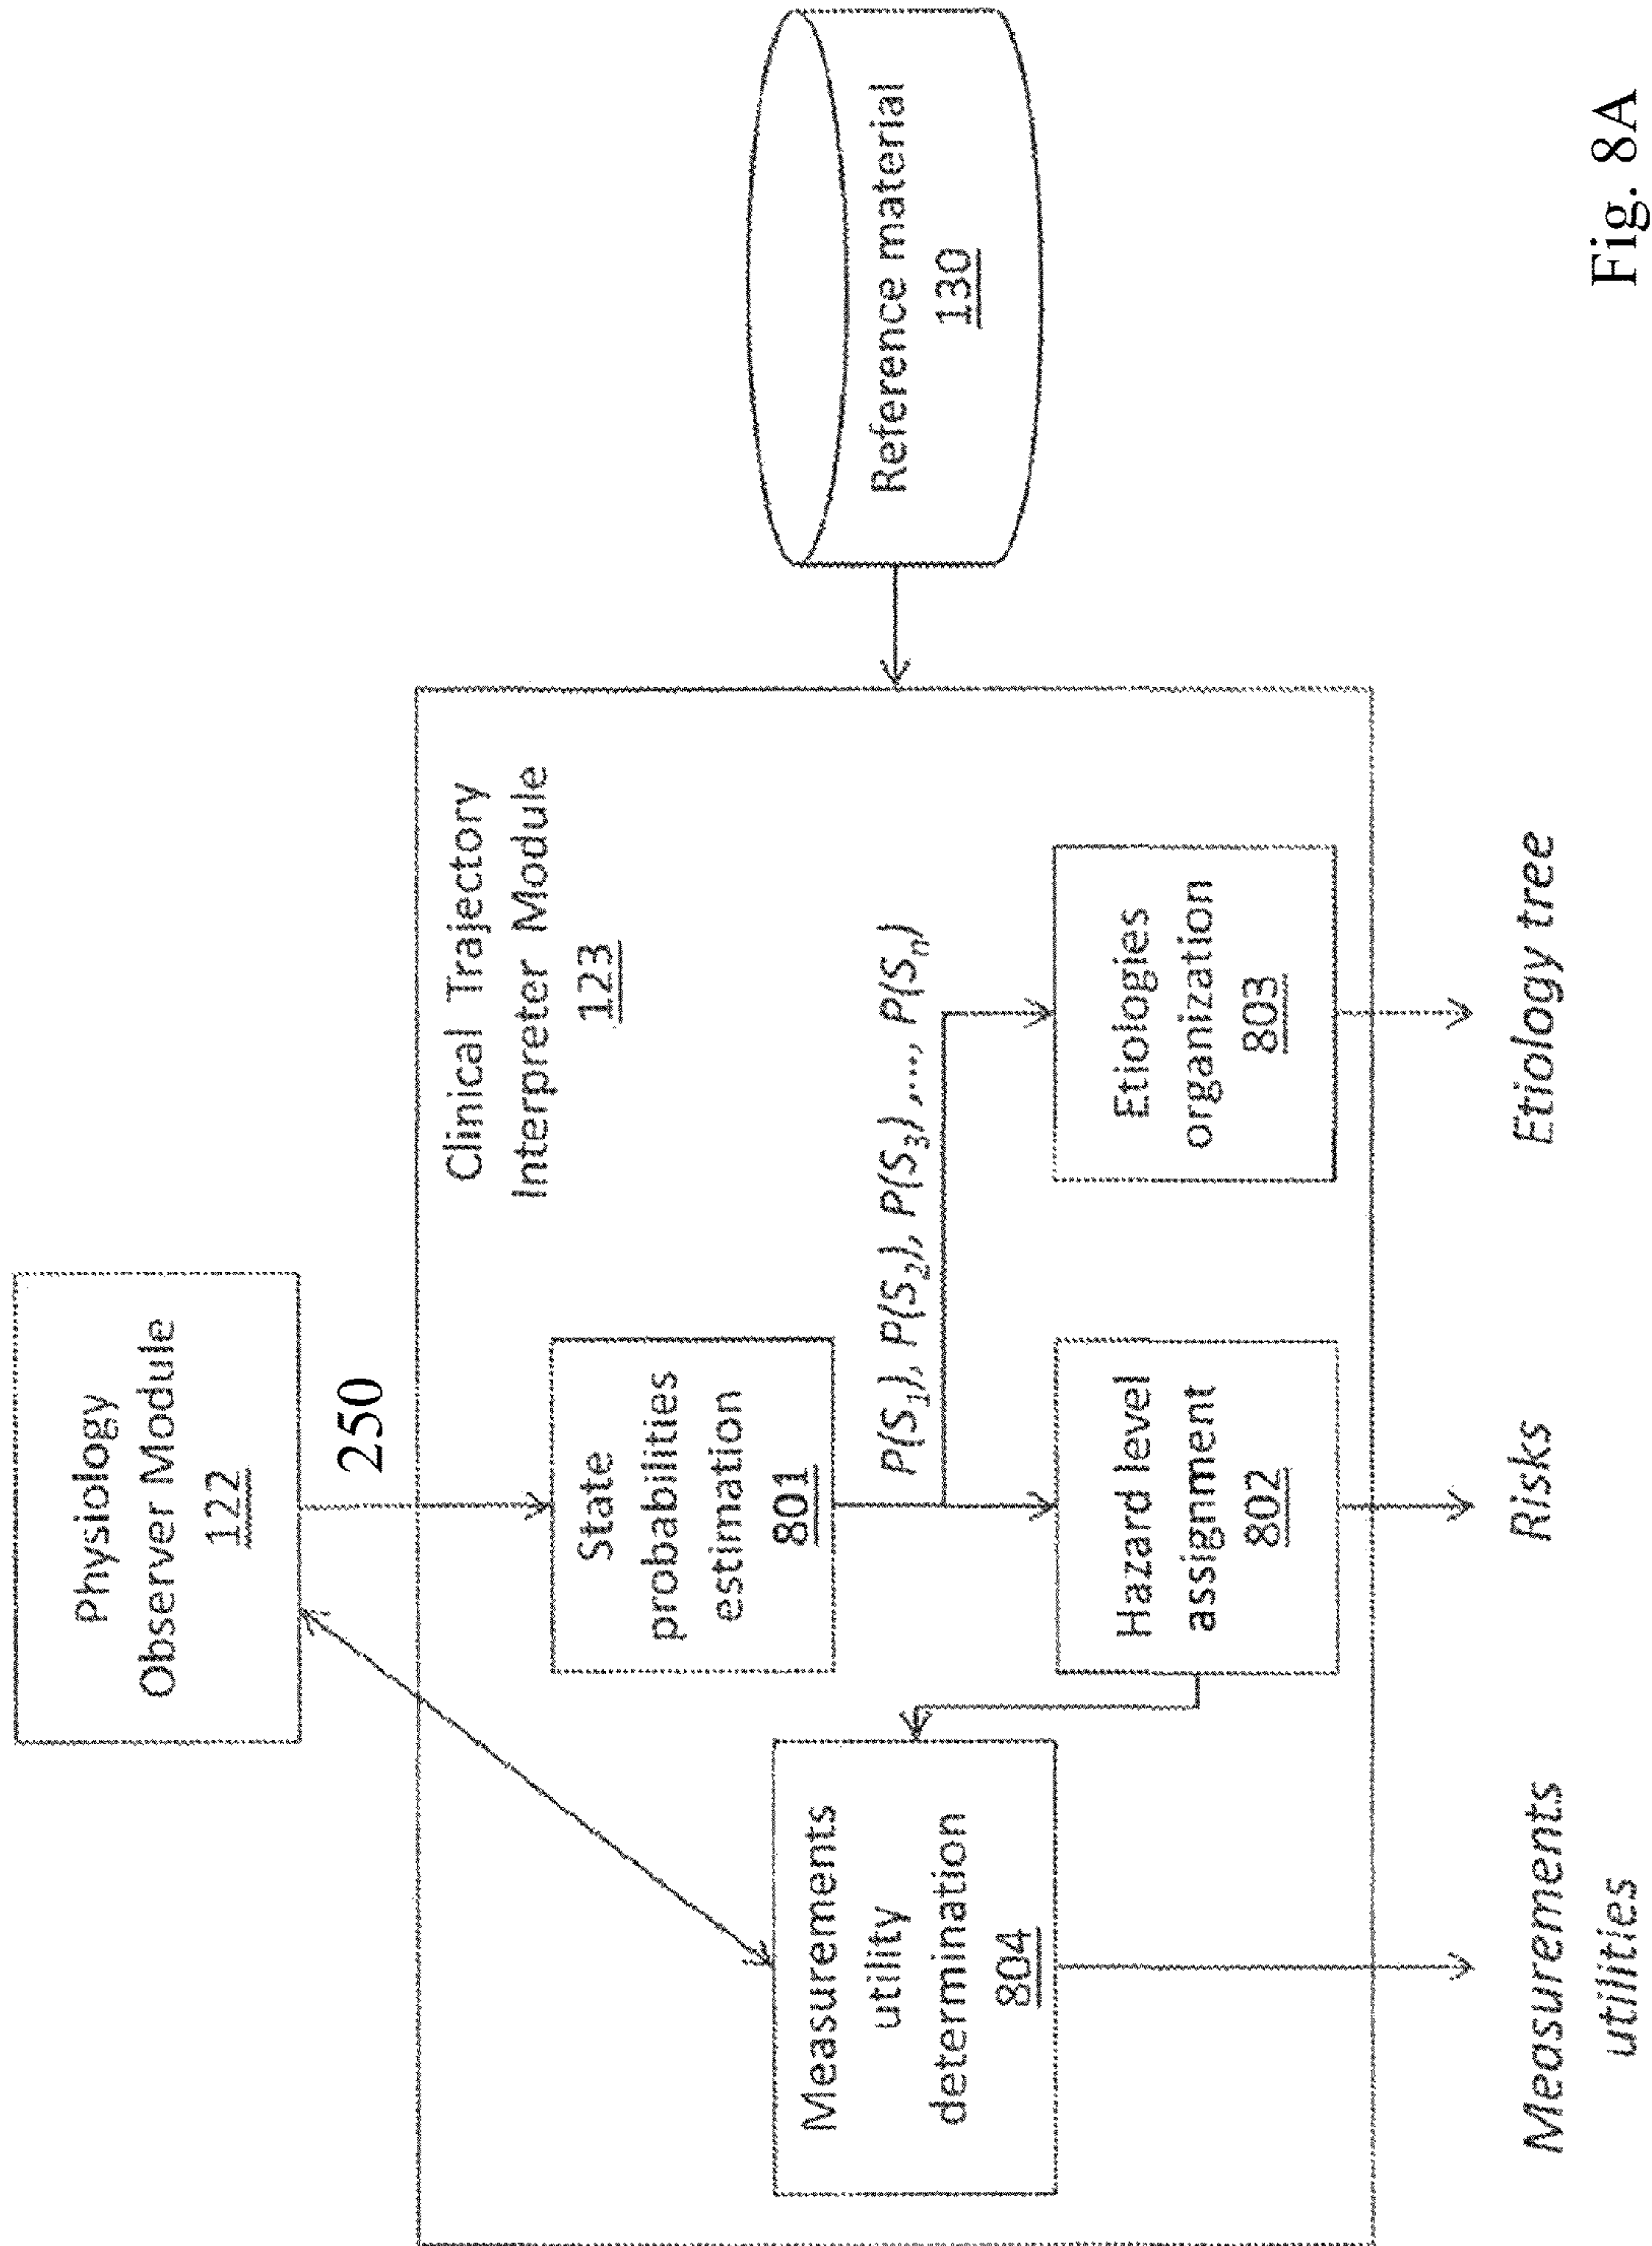 Physiology
Observer Module
122
250
Clinical Trajectory
Interpreter Module
123
State
probabilities
estimation
801
P(S1), P(S2), P(S3) ,..., P(Sn)
Measurements
utility
determination
804
Hazard level
assignment
802
Etiologies
organization
803
Reference material
130
Measurements
utilities
Risks
Etiology tree
Fig. 8A